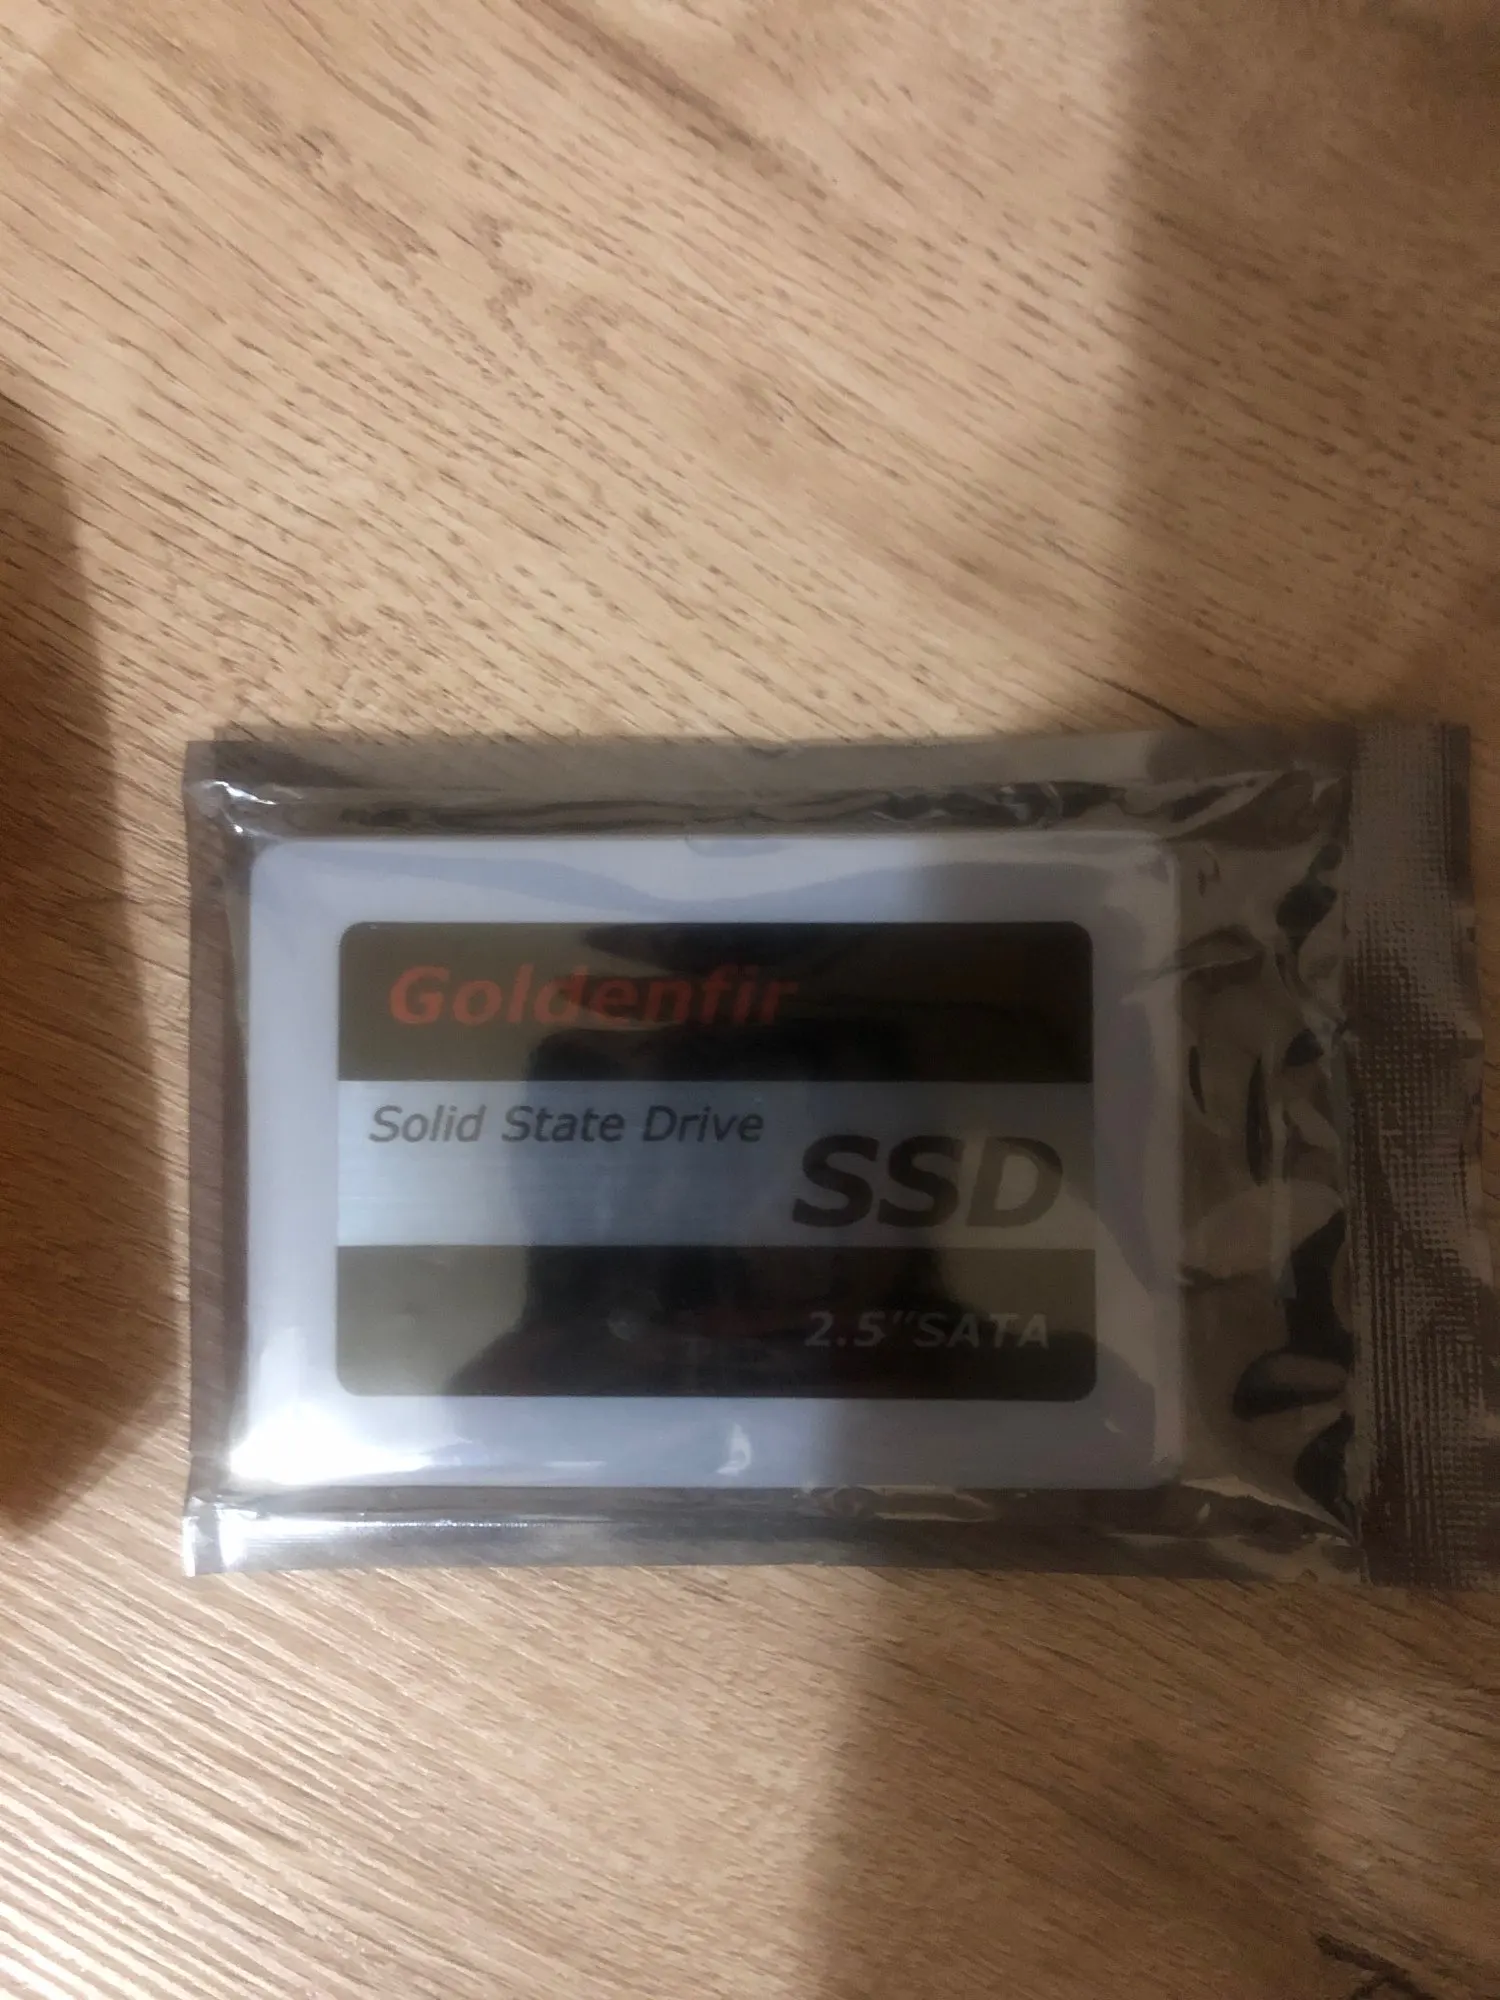 Goldenfir
Solid State Drive
SSD
2.5"SATA